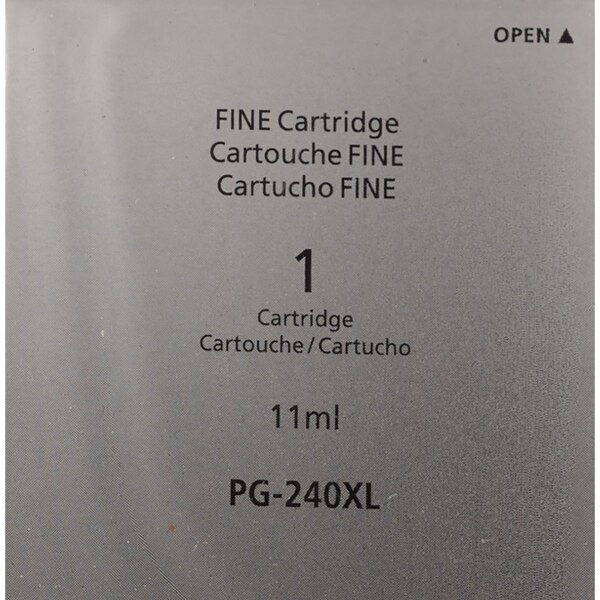 OPEN ▲
FINE Cartridge
Cartouche FINE
Cartucho FINE
1
Cartridge
Cartouche/Cartucho
11ml
PG-240XL